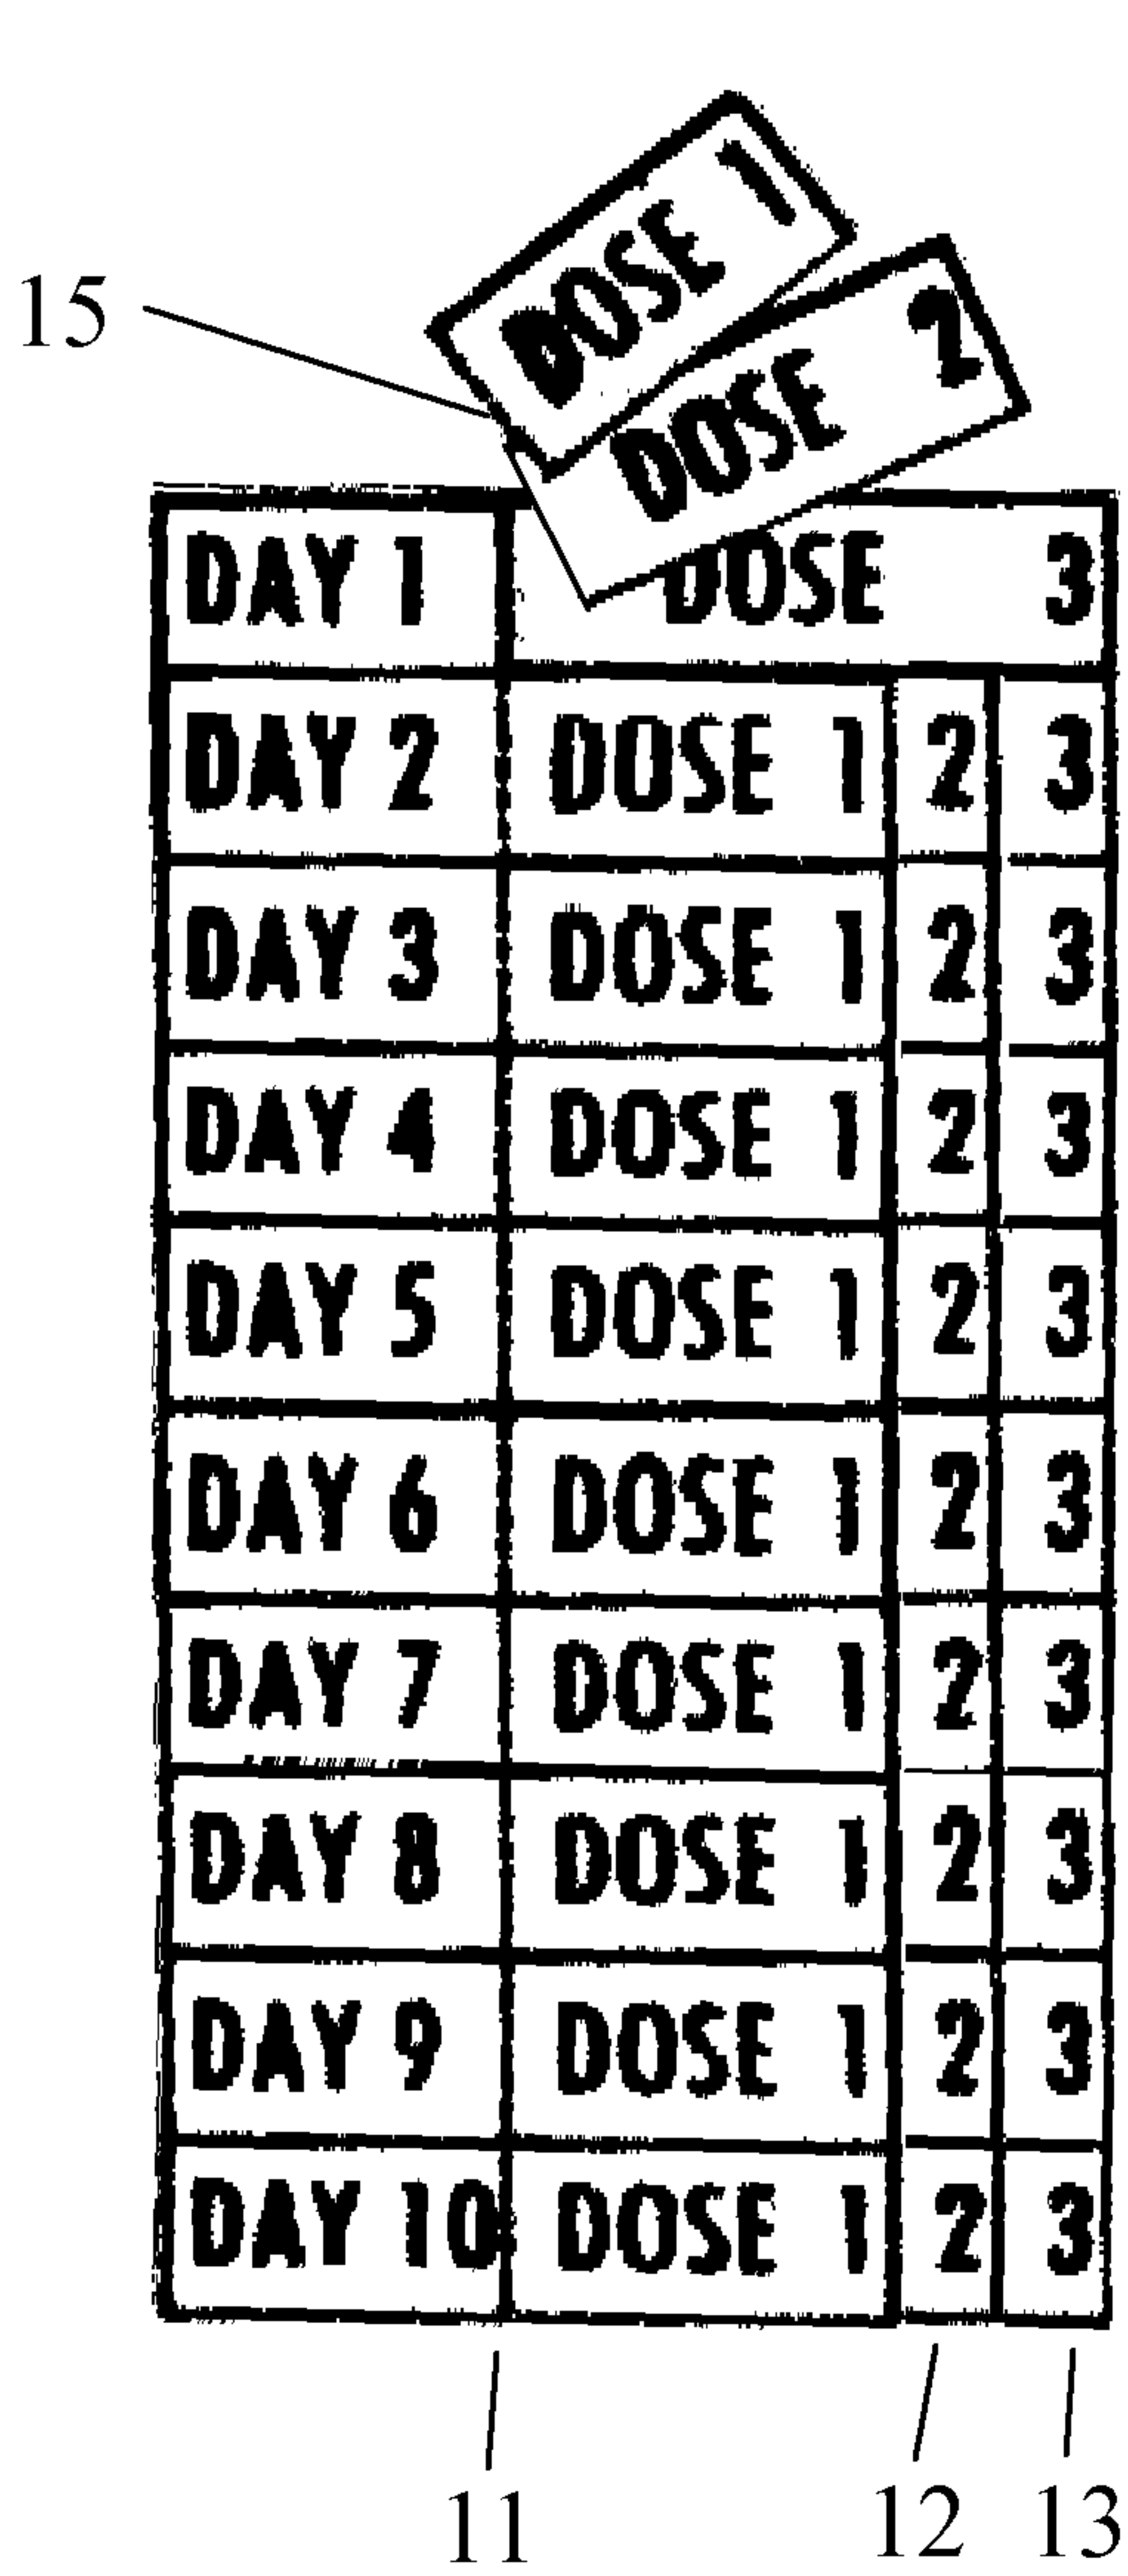 DOSE 1
15
DOSE 2
DAY 1 DOSE 3
DAY 2 DOSE 1 2 3
DAY 3 DOSE 1 2 3
DAY 4 DOSE 1 2 3
DAY 5 DOSE 1 2 3
DAY 6 DOSE 1 2 3
DAY 7 DOSE 1 2 3
DAY 8 DOSE 1 2 3
DAY 9 DOSE 1 2 3
DAY 10 DOSE 1 2 3
11 12 13